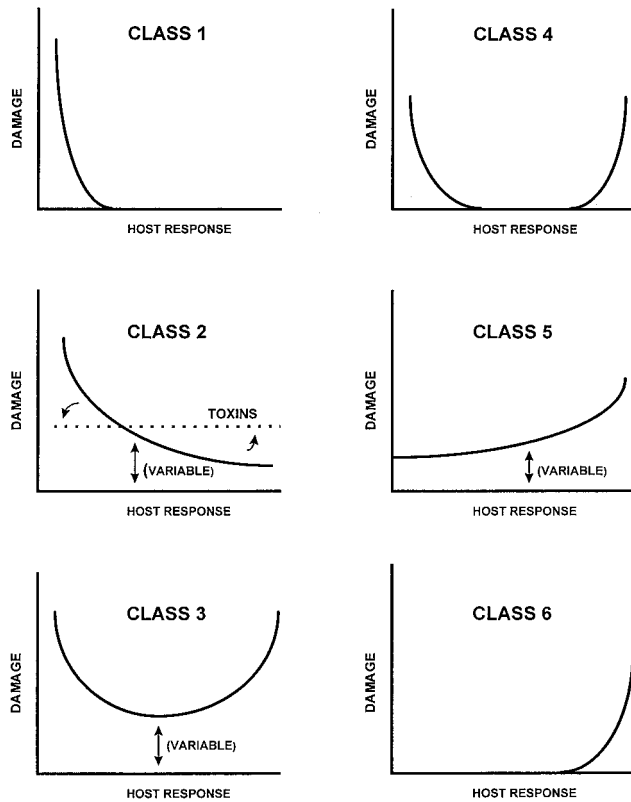 CLASS 1
DAMAGE
HOST RESPONSE
CLASS 4
DAMAGE
HOST RESPONSE
CLASS 2
DAMAGE
TOXINS
(VARIABLE)
HOST RESPONSE
CLASS 5
DAMAGE
(VARIABLE)
HOST RESPONSE
CLASS 3
DAMAGE
(VARIABLE)
HOST RESPONSE
CLASS 6
DAMAGE
HOST RESPONSE